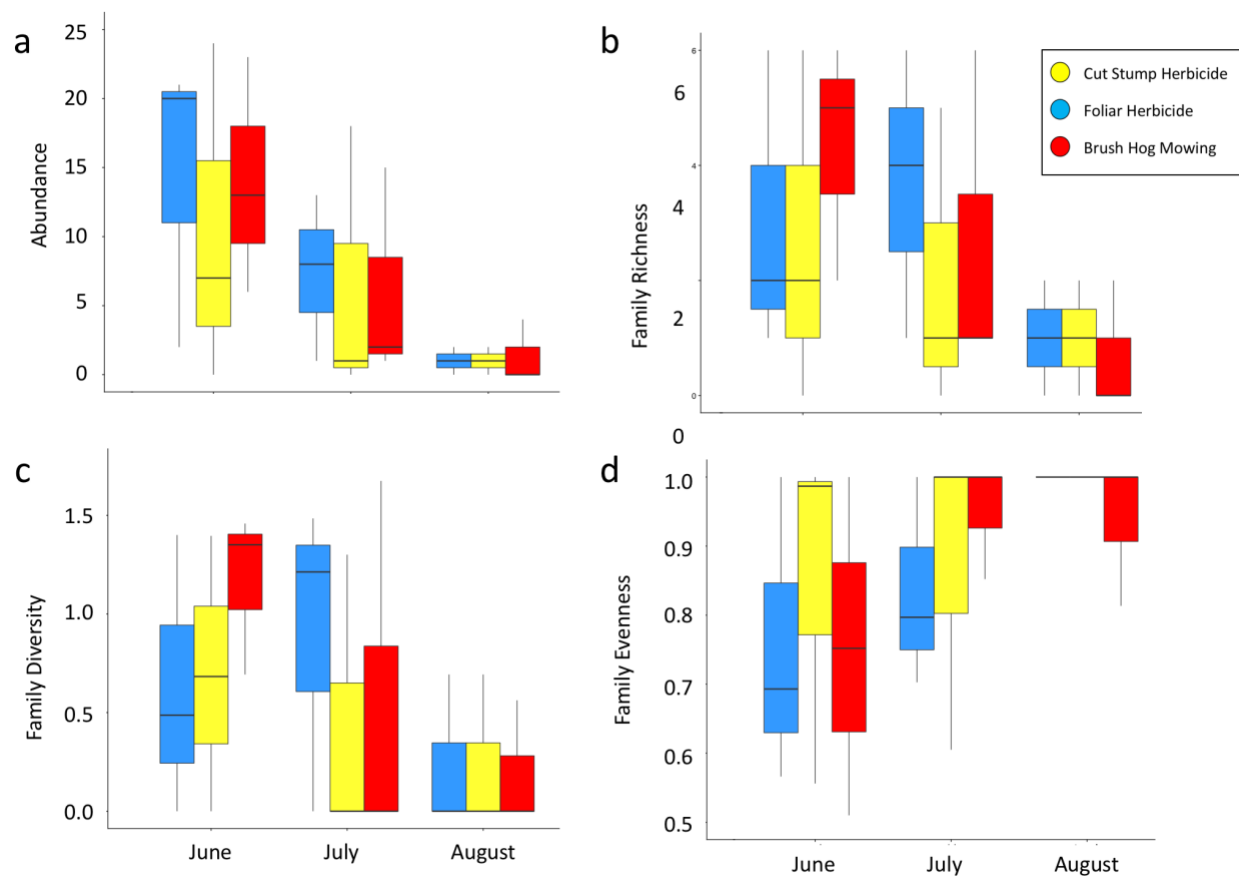 a
25
20
15
10
5
0
Abundance
b
6
4
0
6
4
2
0
Family Richness
Cut Stump Herbicide
Foliar Herbicide
Brush Hog Mowing
c
1.5
1.0
0.5
0.0
Family Diversity
June July August
d
1.0
0.9
0.8
0.7
0.6
0.5
Family Evenness
June July August